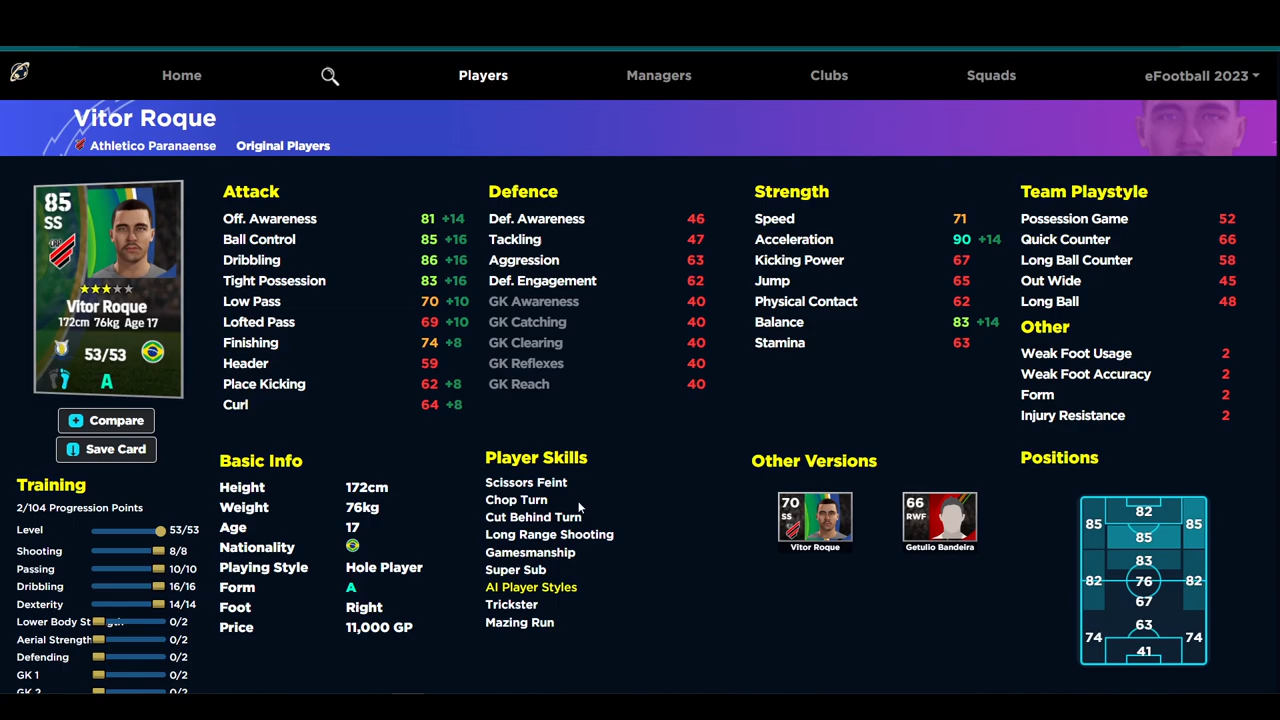 Home
Players
Managers
Clubs
Squads
eFootball 2023
Vitor Roque
Athletico Paranaense Original Players
85
SS
Vitor Roque
172cm 76kg Age 17
53/53
A
Compare
Save Card
Training
2/104 Progression Points
Level 53/53
Shooting 8/8
Passing 10/10
Dribbling 16/16
Dexterity 14/14
Lower Body Strength 0/2
Aerial Strength 0/2
Defending 0/2
GK 1 0/2
GK 2 0/2
Attack
Off. Awareness 81 +14
Ball Control 85 +16
Dribbling 86 +16
Tight Possession 83 +16
Low Pass 70 +10
Lofted Pass 69 +10
Finishing 74 +8
Header 59
Place Kicking 62 +8
Curl 64 +8
Defence
Def. Awareness 46
Tackling 47
Aggression 63
Def. Engagement 62
GK Awareness 40
GK Catching 40
GK Clearing 40
GK Reflexes 40
GK Reach 40
Strength
Speed 71
Acceleration 90 +14
Kicking Power 67
Jump 65
Physical Contact 62
Balance 83 +14
Stamina 63
Team Playstyle
Possession Game 52
Quick Counter 66
Long Ball Counter 58
Out Wide 45
Long Ball 48
Other
Weak Foot Usage 2
Weak Foot Accuracy 2
Form 2
Injury Resistance 2
Basic Info
Height 172cm
Weight 76kg
Age 17
Nationality
Playing Style Hole Player
Form A
Foot Right
Price 11,000 GP
Player Skills
Scissors Feint
Chop Turn
Cut Behind Turn
Long Range Shooting
Gamesmanship
Super Sub
AI Player Styles
Trickster
Mazing Run
Other Versions
70
SS
Vitor Roque
66
RWF
Getulio Bandeira
Positions
82
85 85
85
83
82 76 82
67
63
74 74
41